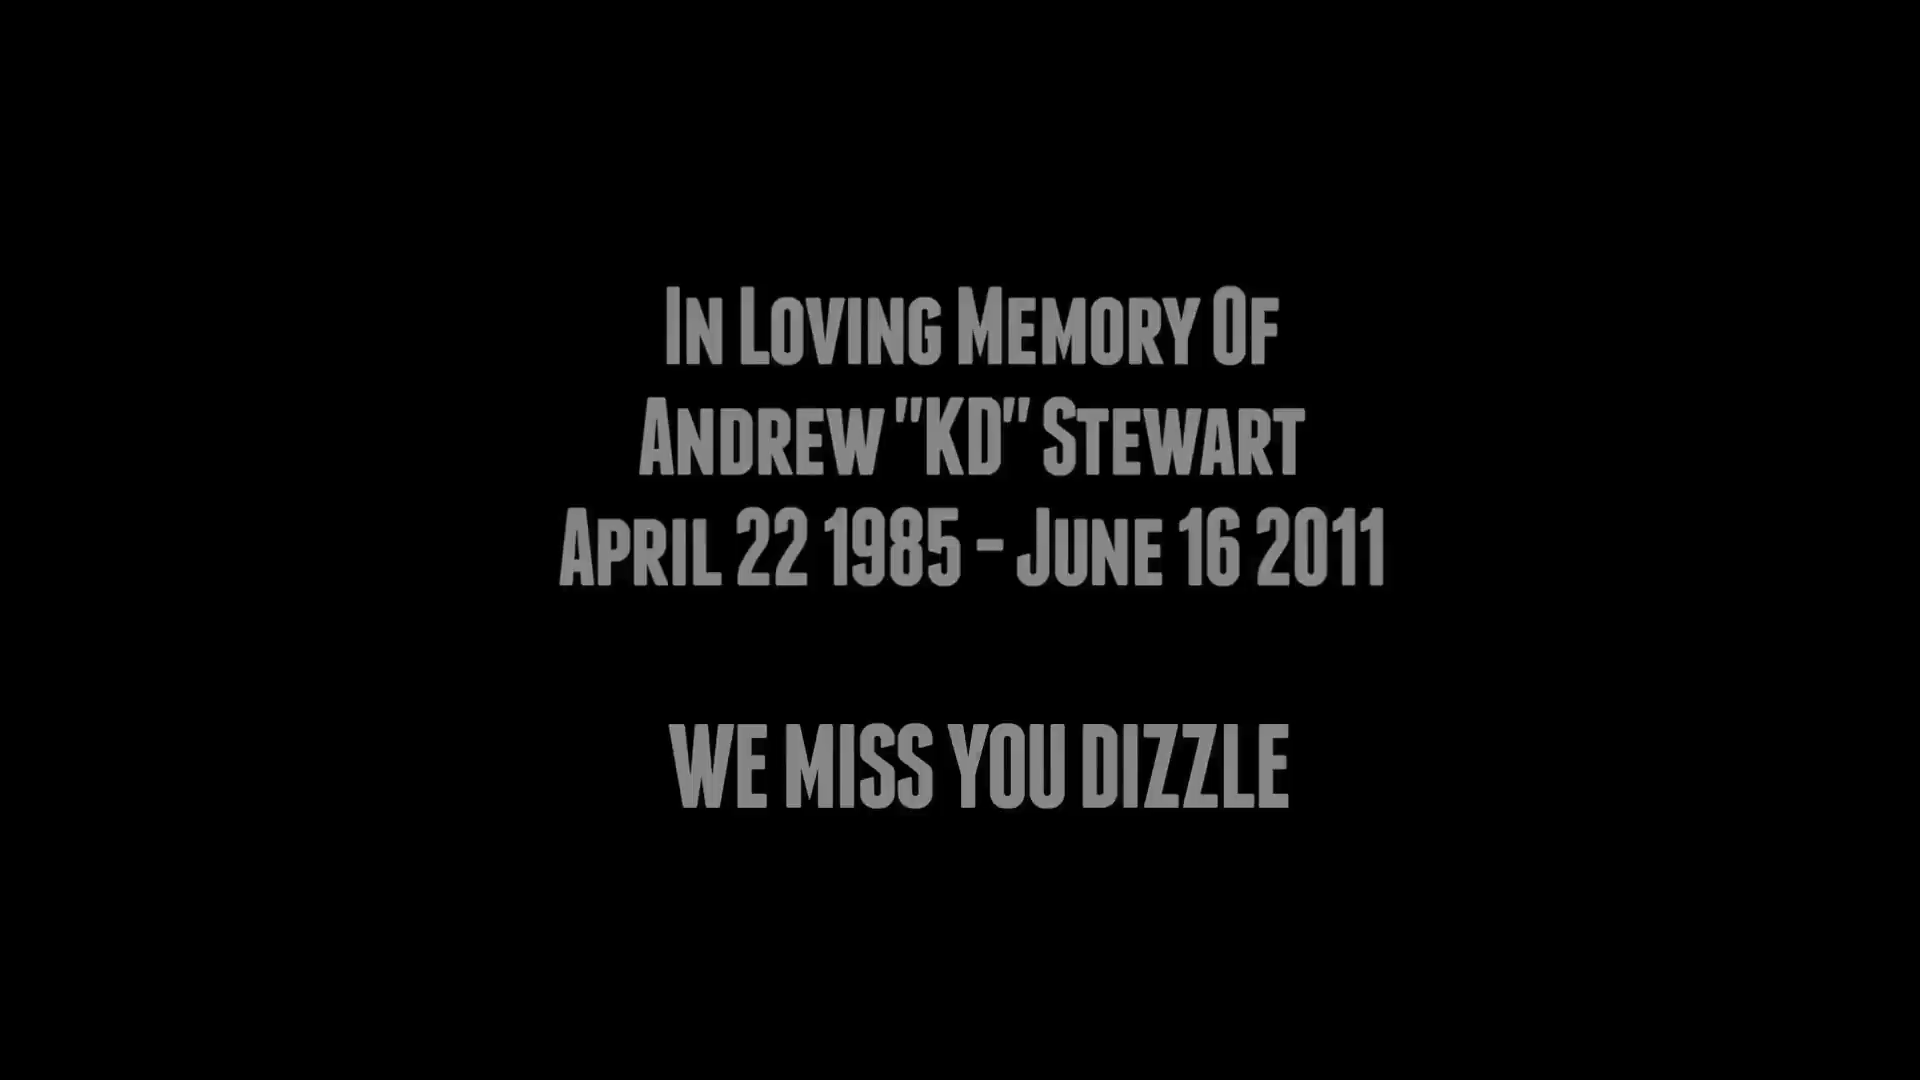 In Loving Memory Of
Andrew "KD" Stewart
April 22 1985 - June 16 2011
WE MISS YOU DIZZLE